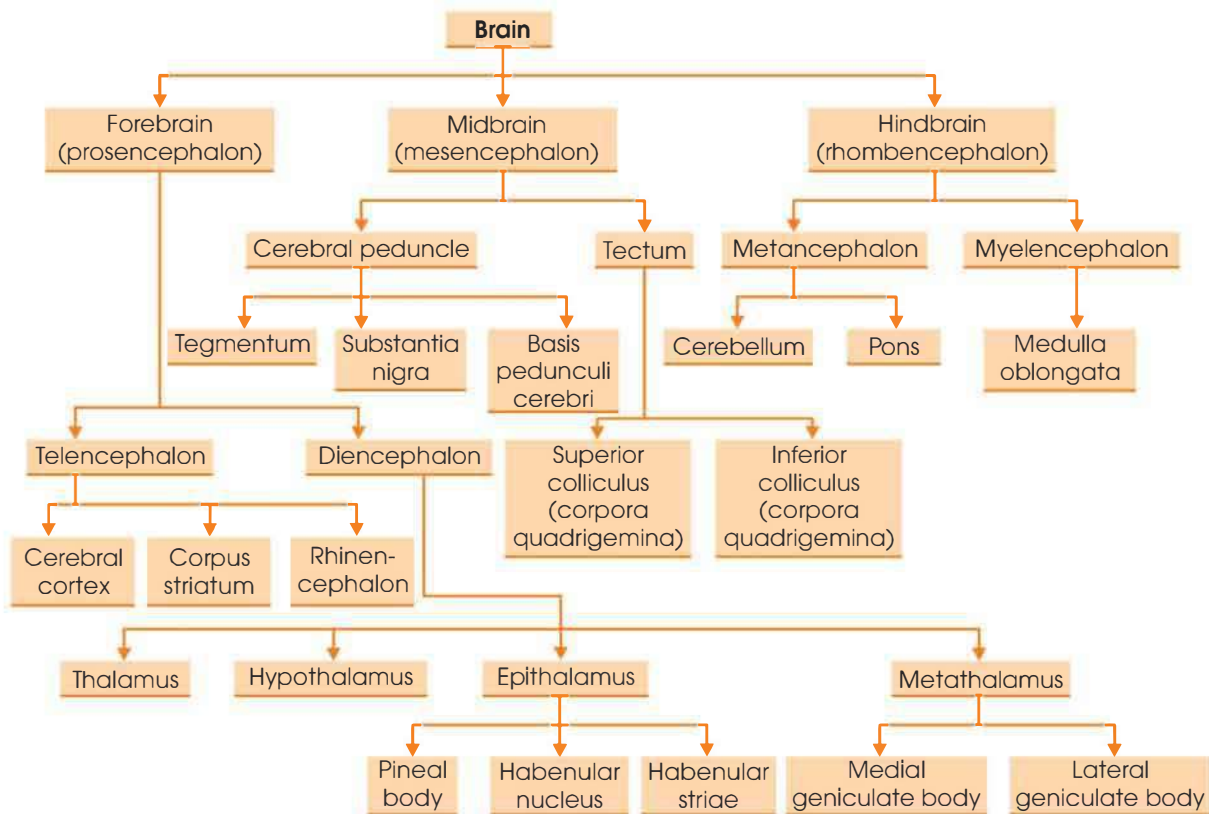 Brain
Forebrain
(prosencephalon)
Midbrain
(mesencephalon)
Hindbrain
(rhombencephalon)
Cerebral peduncle
Tectum
Metancephalon
Myelencephalon
Tegmentum
Substantia
nigra
Basis
pedunculi
cerebri
Cerebellum
Pons
Medulla
oblongata
Telencephalon
Diencephalon
Superior
colliculus
(corpora
quadrigemina)
Inferior
colliculus
(corpora
quadrigemina)
Cerebral
cortex
Corpus
striatum
Rhinen-
cephalon
Thalamus
Hypothalamus
Epithalamus
Metathalamus
Pineal
body
Habenular
nucleus
Habenular
striae
Medial
geniculate body
Lateral
geniculate body